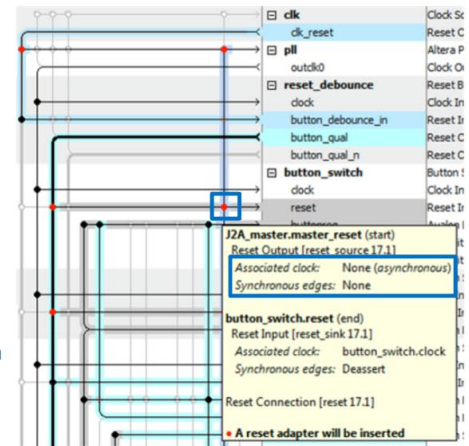 clk
Clock Sc
clk_reset
Reset C
pll
Altera P
outclk0
Clock O
reset_debounce
Reset B
clock
Clock In
button_debounce_in
Reset In
button_qual
Reset C
button_qual_n
Reset C
button_switch
Button S
clock
Clock In
reset
Reset In
J2A_master.master_reset (start)
Reset Output [reset_source 17.1]
Associated clock: None (asynchronous)
Synchronous edges: None
button_switch.reset (end)
Reset Input [reset_sink 17.1]
Associated clock: button_switch.clock
Synchronous edges: Deassert
Reset Connection [reset 17.1]
• A reset adapter will be inserted